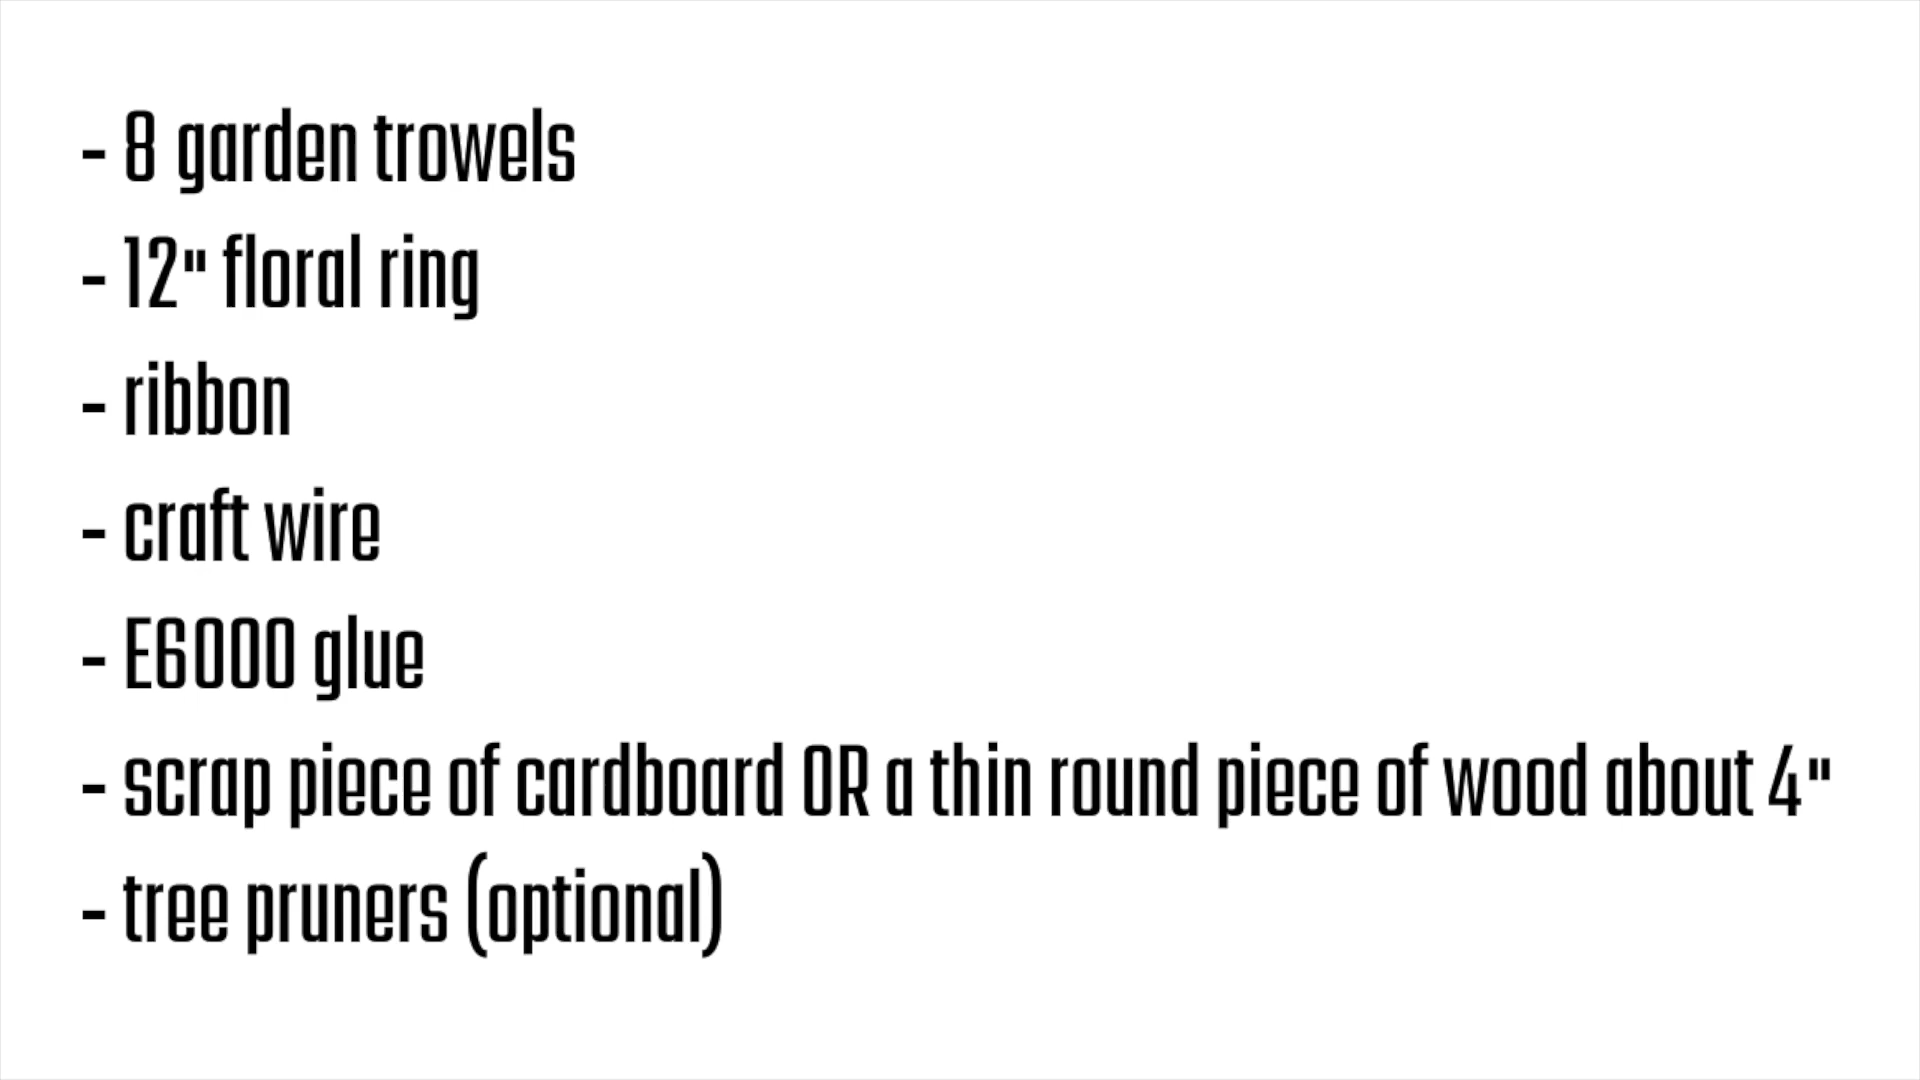 - 8 garden trowels
- 12" floral ring
- ribbon
- craft wire
- E6000 glue
- scrap piece of cardboard OR a thin round piece of wood about 4"
- tree pruners (optional)